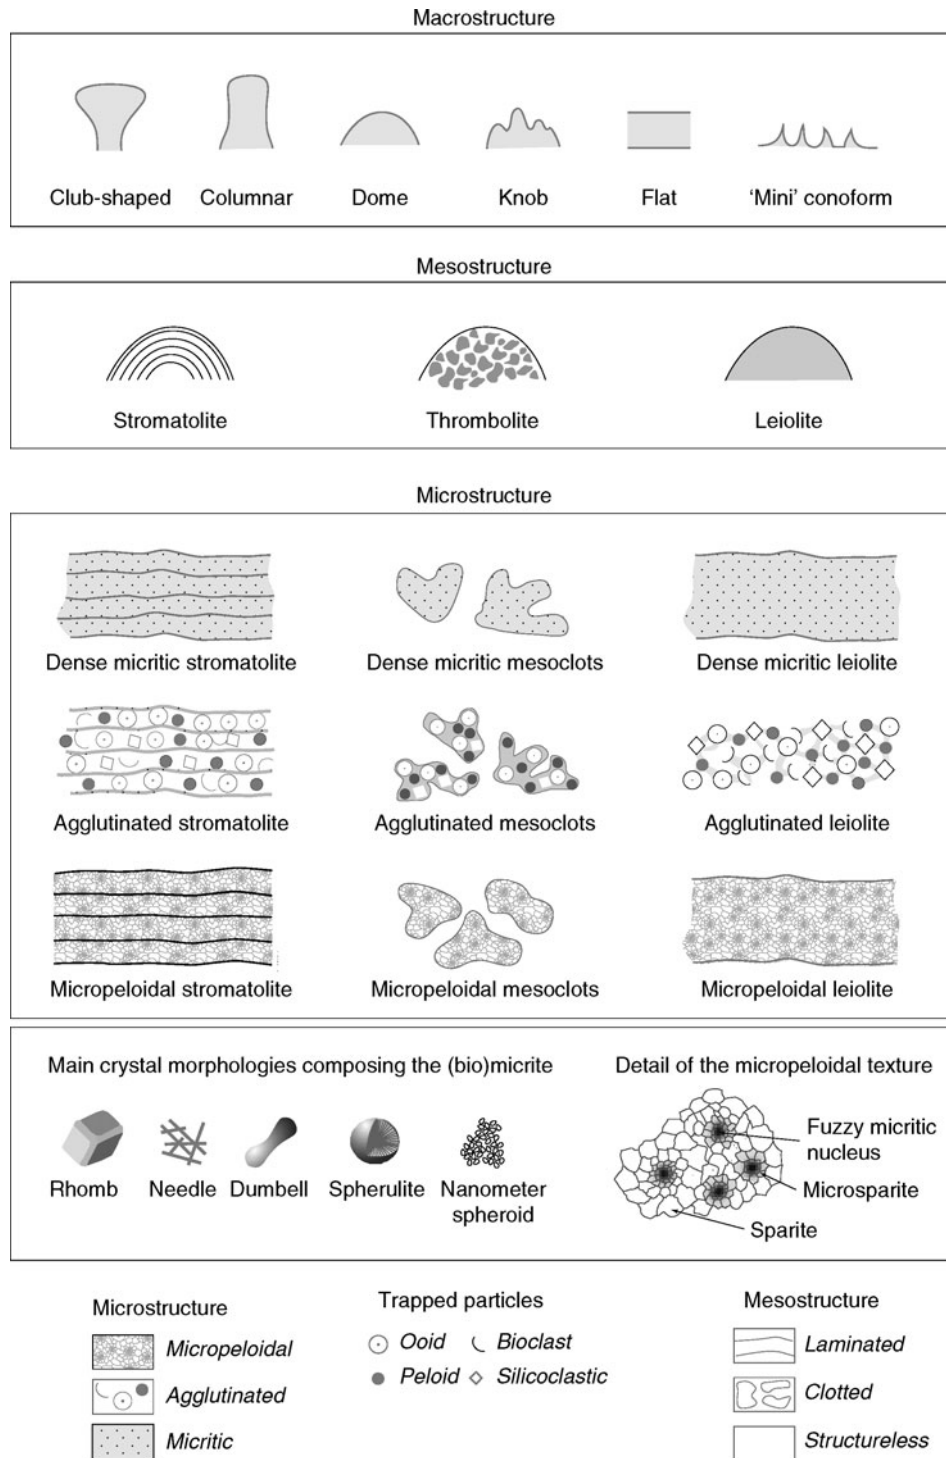 Macrostructure
Club-shaped Columnar Dome Knob Flat ‘Mini’ conoform
Mesostructure
Stromatolite Thrombolite Leiolite
Microstructure
Dense micritic stromatolite Dense micritic mesoclots Dense micritic leiolite
Agglutinated stromatolite Agglutinated mesoclots Agglutinated leiolite
Micropeloidal stromatolite Micropeloidal mesoclots Micropeloidal leiolite
Main crystal morphologies composing the (bio)micrite
Rhomb Needle Dumbell Spherulite Nanometer
spheroid
Detail of the micropeloidal texture
Fuzzy micritic
nucleus
Microsparite
Sparite
Microstructure
Micropeloidal
Agglutinated
Micritic
Trapped particles
Ooid Bioclast
Peloid Silicoclastic
Mesostructure
Laminated
Clotted
Structureless